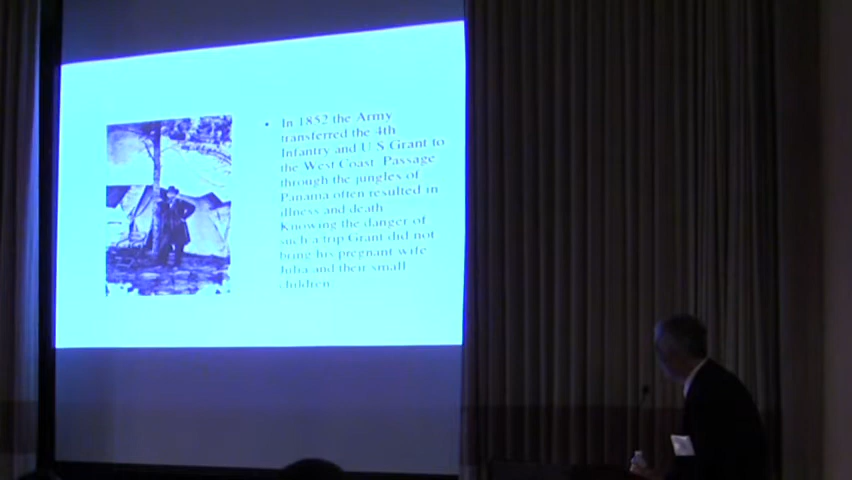 • In 1852 the Army
transferred the 4th
Infantry and U S Grant to
the West Coast. Passage
through the jungles of
Panama often resulted in
illness and death.
Knowing the danger of
such a trip Grant did not
bring his pregnant wife
Julia and their small
children.